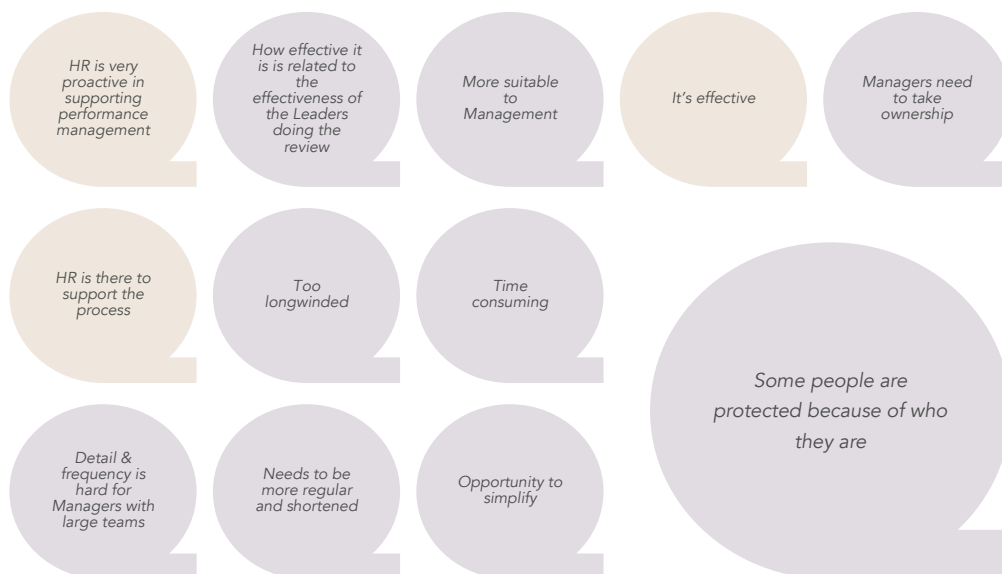 HR is very
proactive in
supporting
performance
management
How effective it
is is related to
the
effectiveness of
the Leaders
doing the
review
More suitable
to
Management
It's effective
Managers need
to take
ownership
HR is there to
support the
process
Too
longwinded
Time
consuming
Some people are
protected because of who
they are
Detail &
frequency is
hard for
Managers with
large teams
Needs to be
more regular
and shortened
Opportunity to
simplify